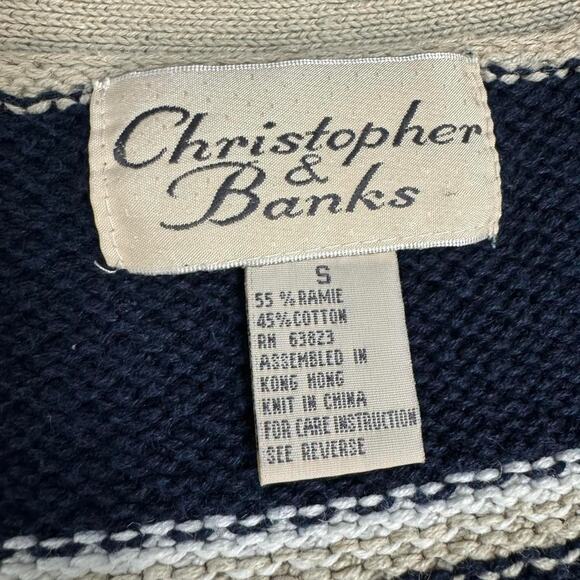 Christopher
&
Banks
S
55 % RAMIE
45% COTTON
RN 63823
ASSEMBLED IN
KONG HONG
KNIT IN CHINA
FOR CARE INSTRUCTION
SEE REVERSE